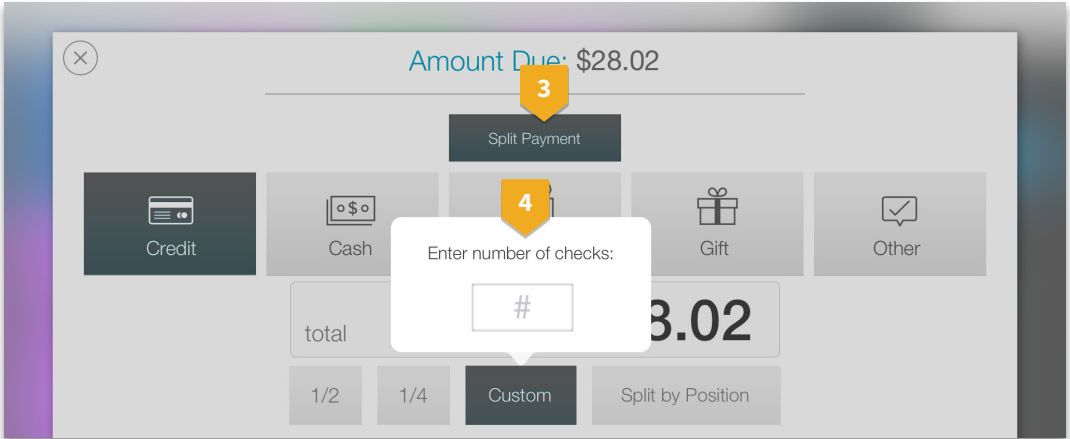 Amount Due: $28.02
3
Split Payment
4
Credit
Cash
Gift
Other
Enter number of checks:
#
total
8.02
1/2
1/4
Custom
Split by Position